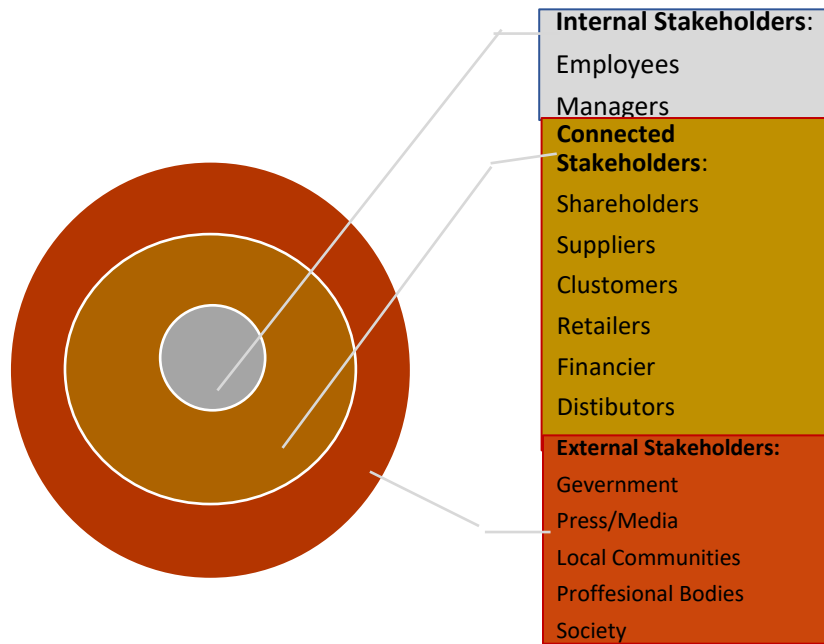 Internal Stakeholders:
Employees
Managers
Connected
Stakeholders:
Shareholders
Suppliers
Clustomers
Retailers
Financier
Distibutors
External Stakeholders:
Gevernment
Press/Media
Local Communities
Proffesional Bodies
Society